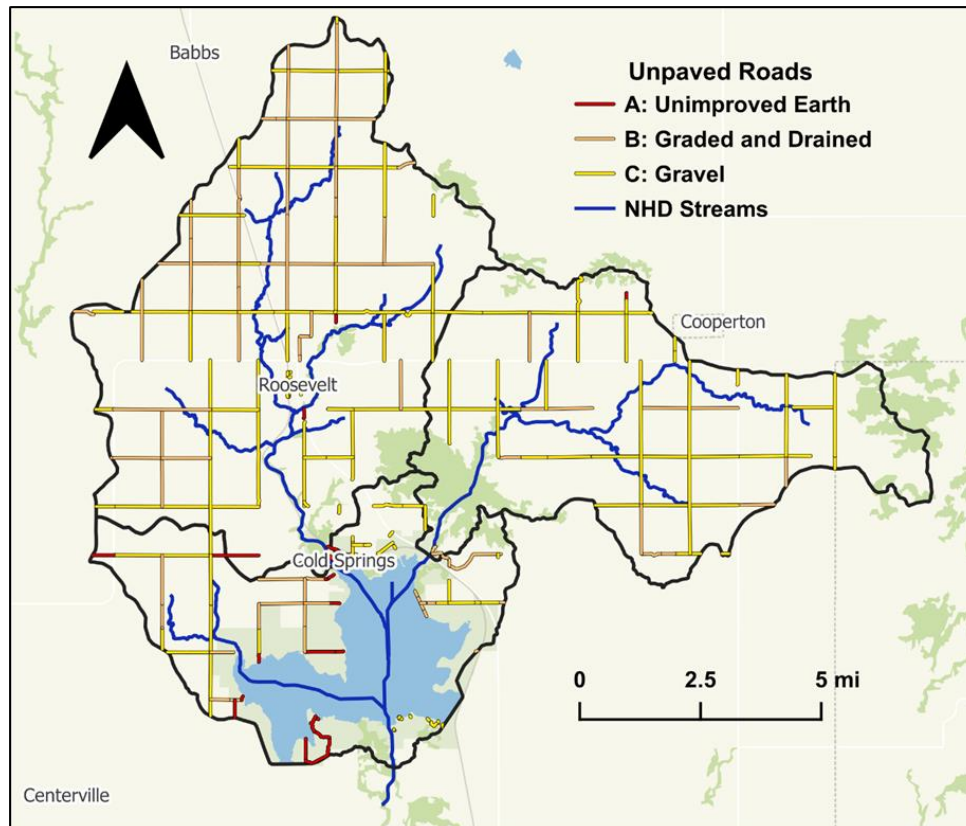 Babbs
Unpaved Roads
A: Unimproved Earth
B: Graded and Drained
C: Gravel
NHD Streams
Cooperton
Roosevelt
Cold Springs
0 2.5 5 mi
Centerville